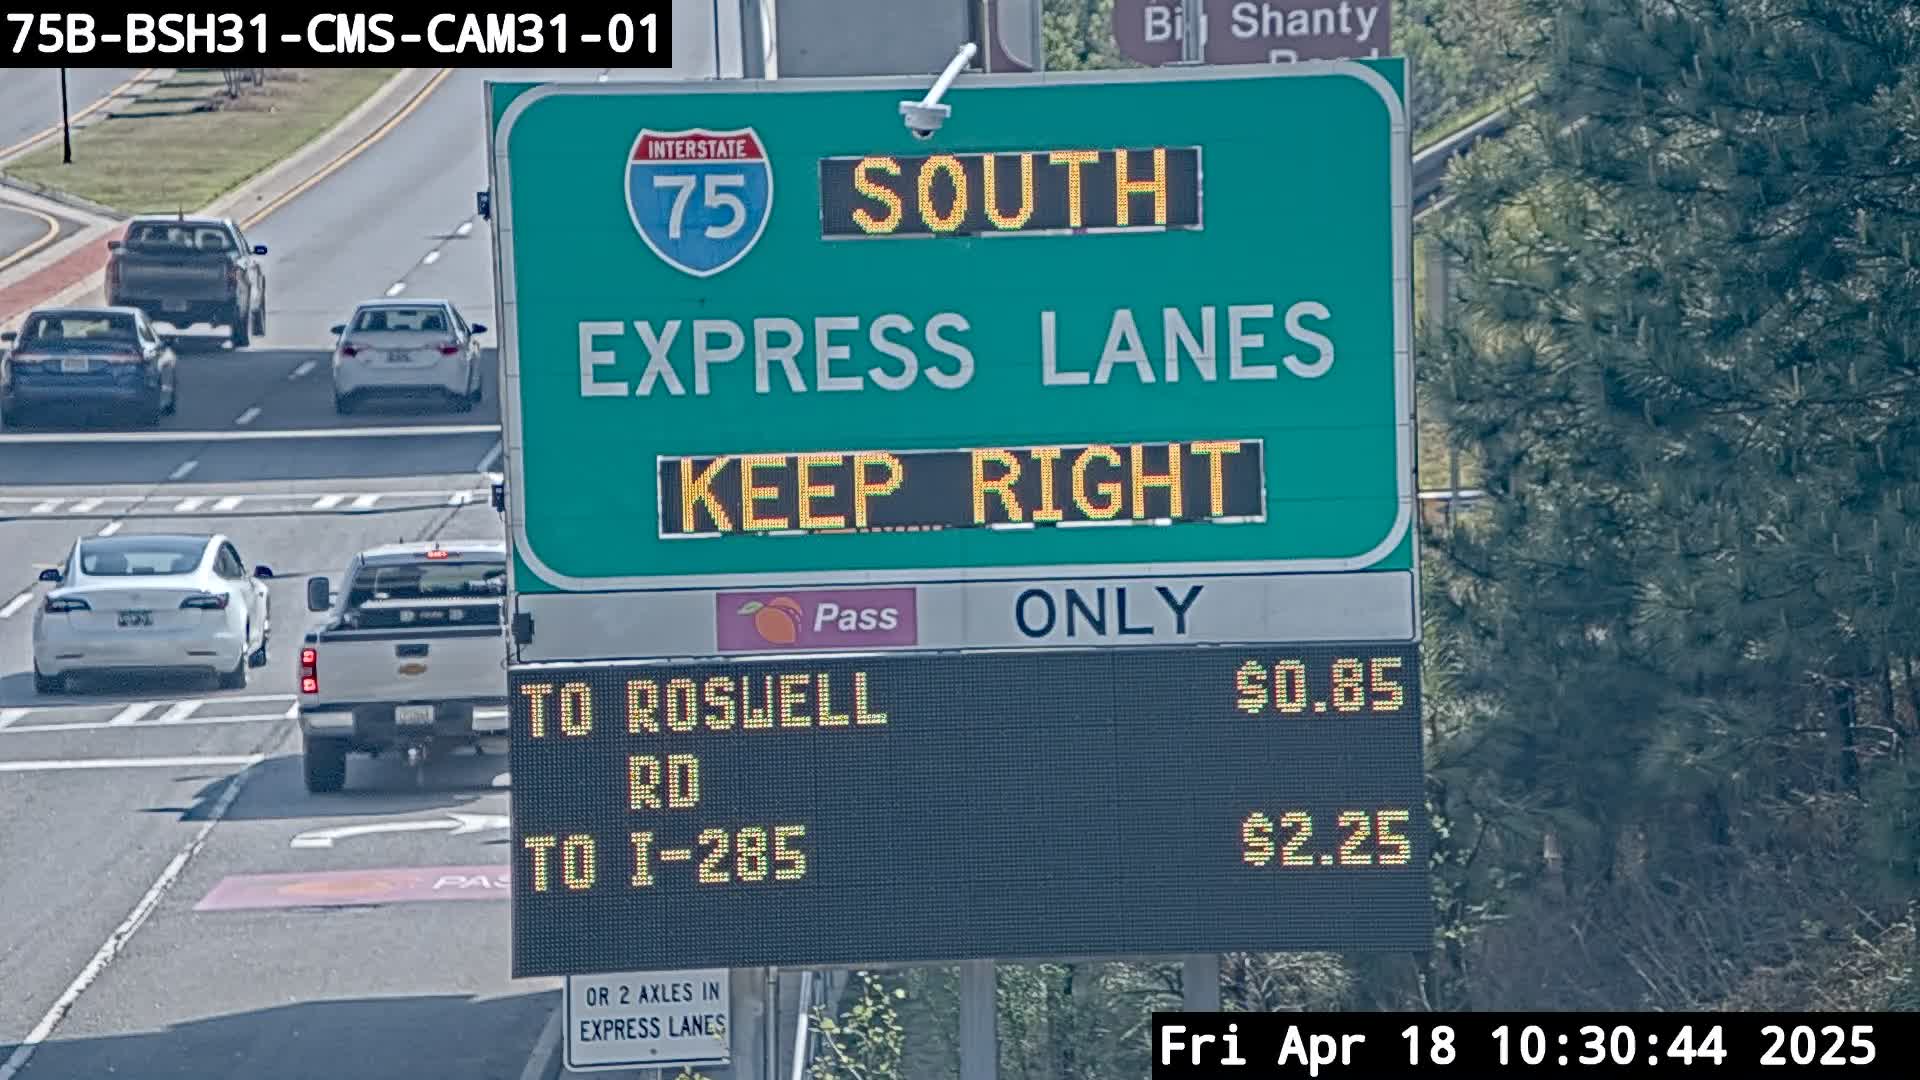 75B-BSH31-CMS-CAM31-01
Big Shanty
Road
INTERSTATE
75
SOUTH
EXPRESS LANES
KEEP RIGHT
Pass ONLY
TO ROSWELL $0.85
RD
TO I-285 $2.25
OR 2 AXLES IN
EXPRESS LANES
Fri Apr 18 10:30:44 2025